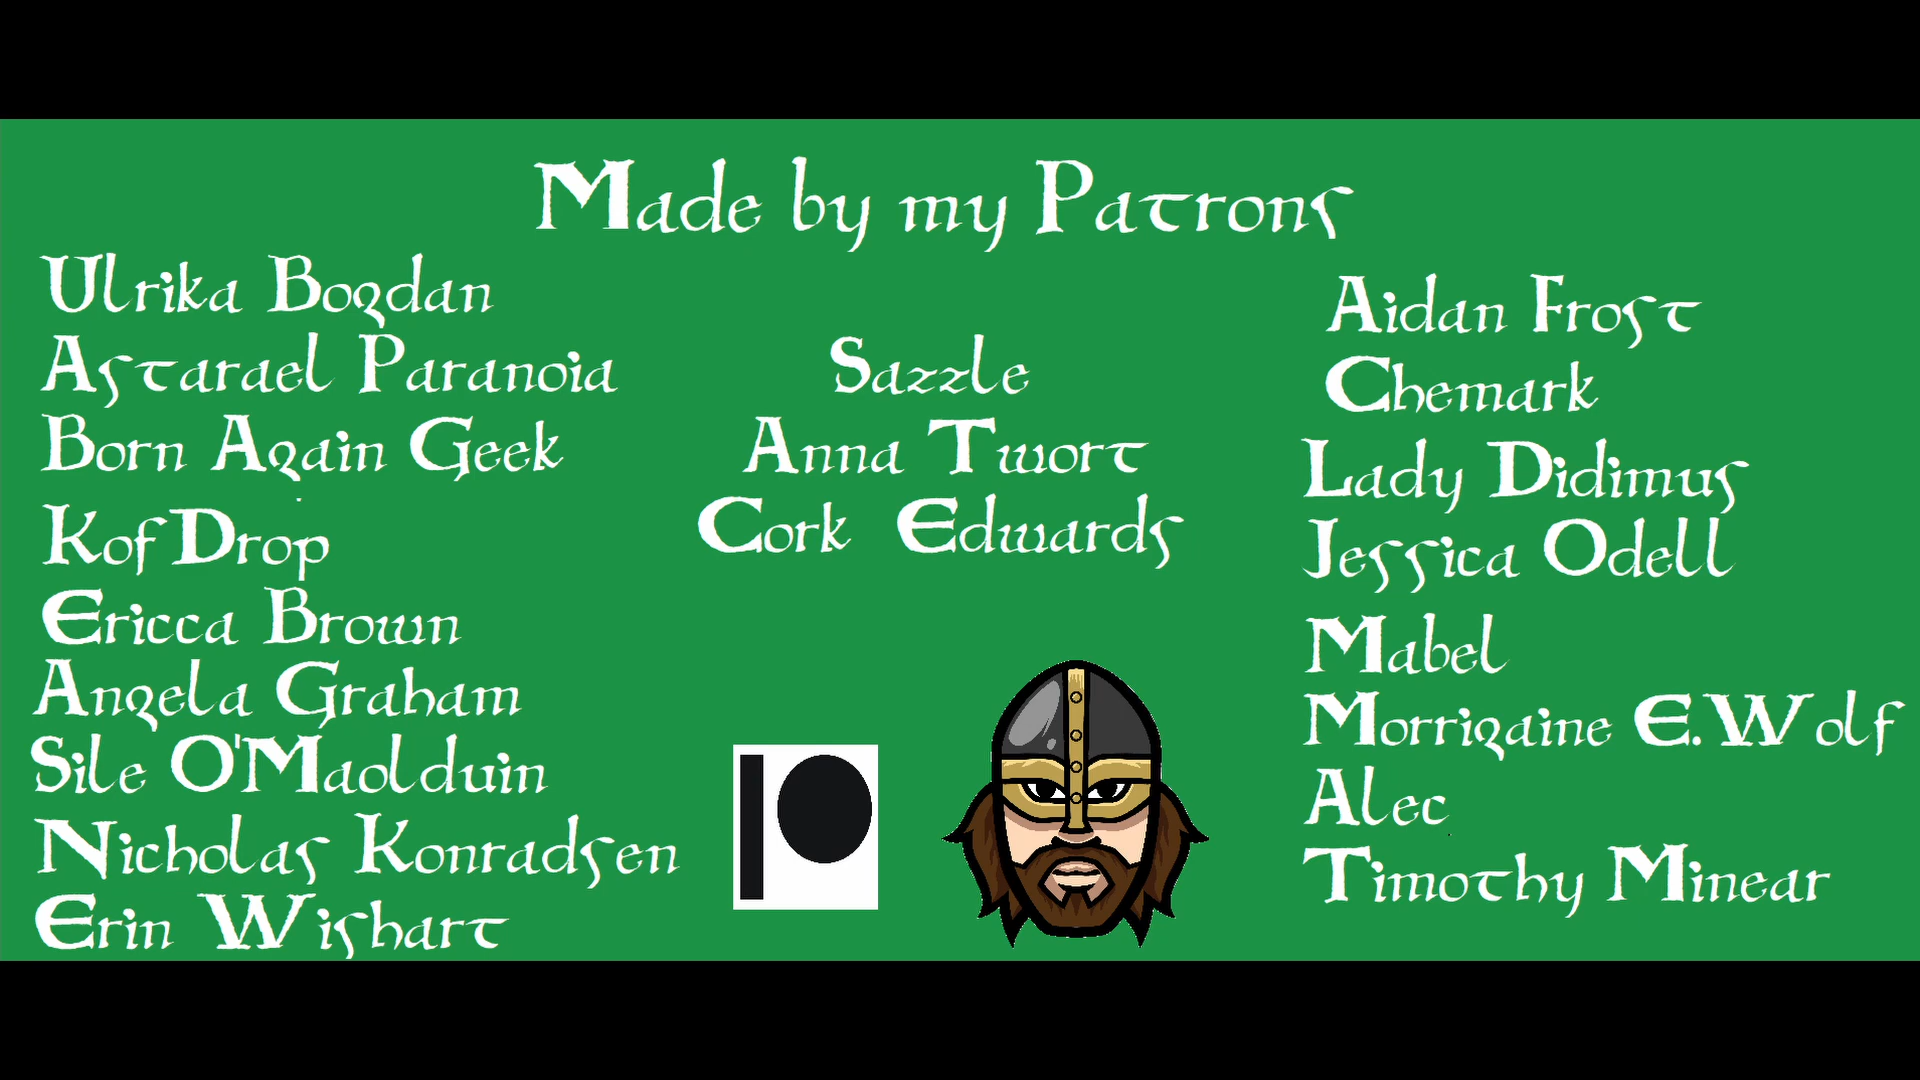 Made by my Patrons
Ulrika Bogdan
Astarael Paranoia
Born Again Geek
KofDrop
Ericca Brown
Angela Graham
Sile O'Maolduin
Nicholas Konradsen
Erin Wishart
Sazzle
Anna Twort
Cork Edwards
Aidan Frost
Chemark
Lady Didimus
Jessica Odell
Mabel
Morrigaine E.Wolf
Alec
Timothy Minear